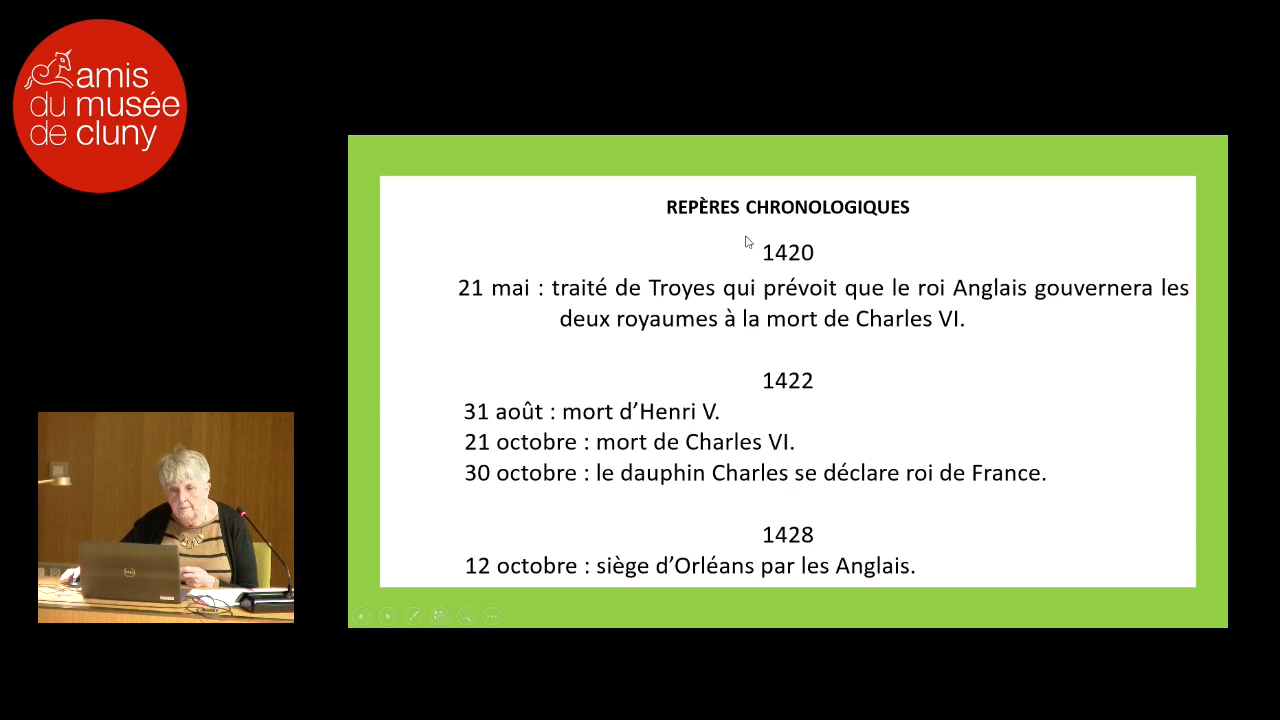 amis
du musée
de cluny
REPÈRES CHRONOLOGIQUES
1420
21 mai : traité de Troyes qui prévoit que le roi Anglais gouvernera les
deux royaumes à la mort de Charles VI.
1422
31 août : mort d’Henri V.
21 octobre : mort de Charles VI.
30 octobre : le dauphin Charles se déclare roi de France.
1428
12 octobre : siège d’Orléans par les Anglais.
DELL